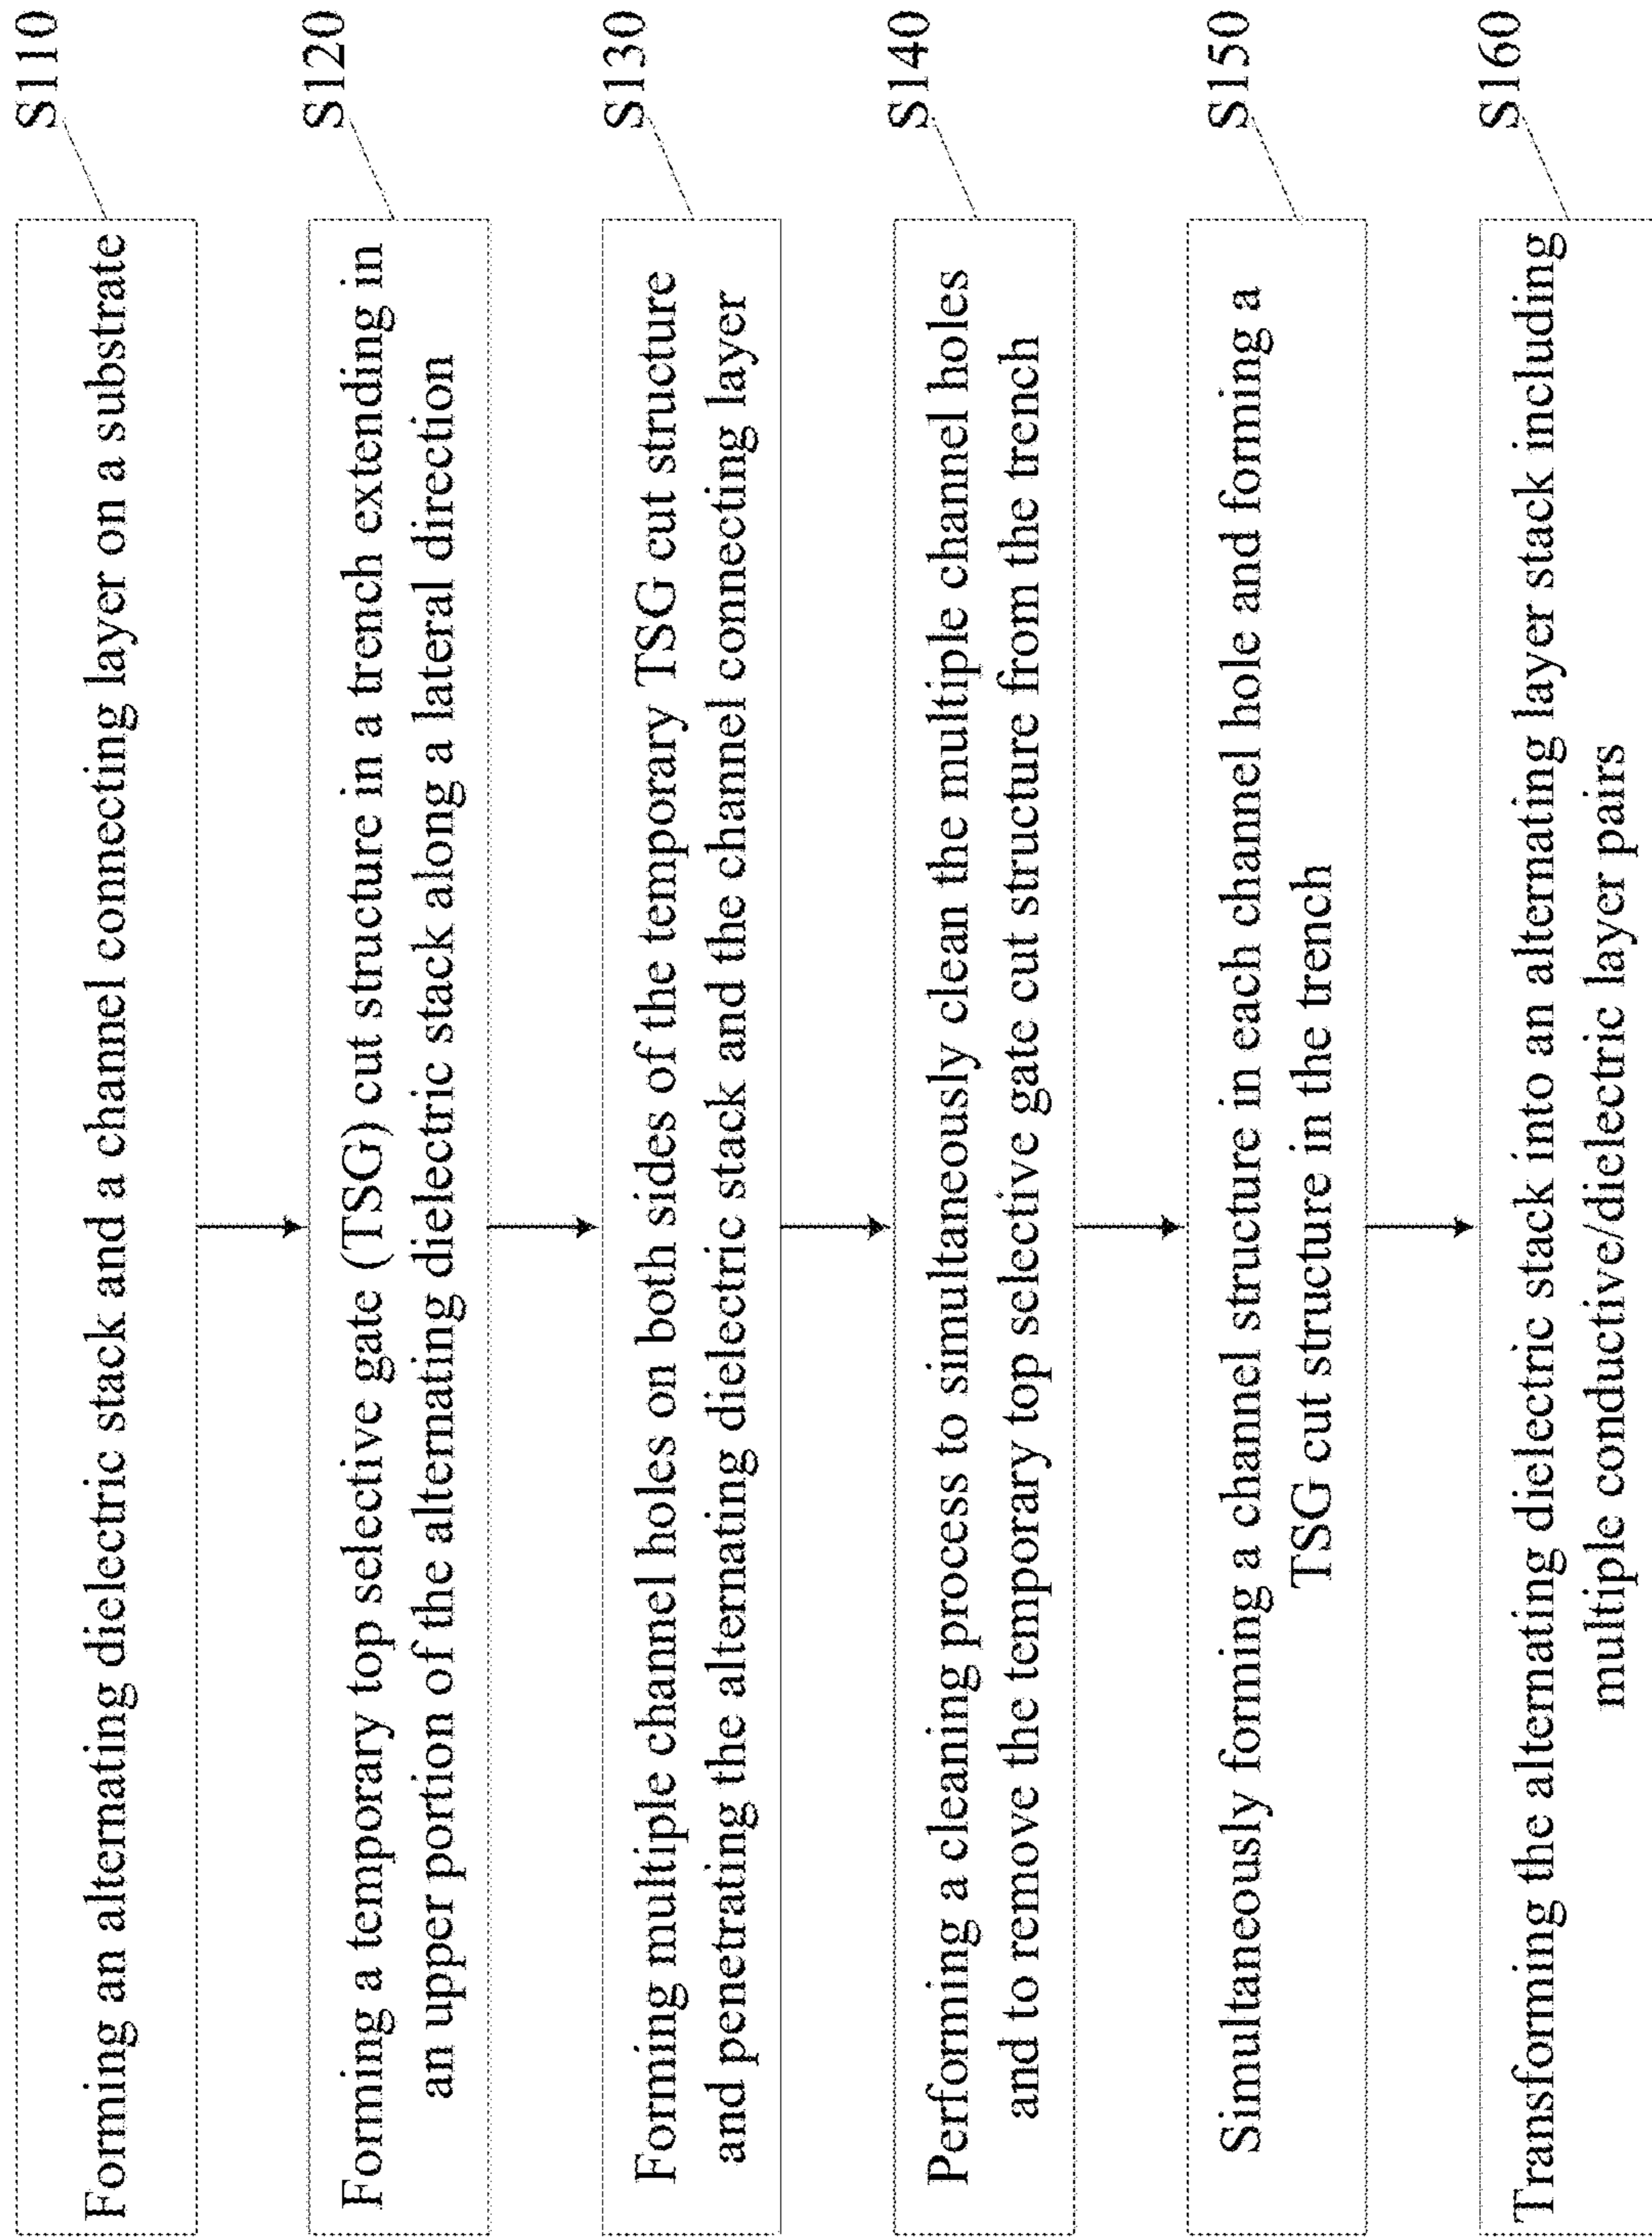 Forming an alternating dielectric stack and a channel connecting layer on a substrate
S110
Forming a temporary top selective gate (TSG) cut structure in a trench extending in
an upper portion of the alternating dielectric stack along a lateral direction
S120
Forming multiple channel holes on both sides of the temporary TSG cut structure
and penetrating the alternating dielectric stack and the channel connecting layer
S130
Performing a cleaning process to simultaneously clean the multiple channel holes
and to remove the temporary top selective gate cut structure from the trench
S140
Simultaneously forming a channel structure in each channel hole and forming a
TSG cut structure in the trench
S150
Transforming the alternating dielectric stack into an alternating layer stack including
multiple conductive/dielectric layer pairs
S160